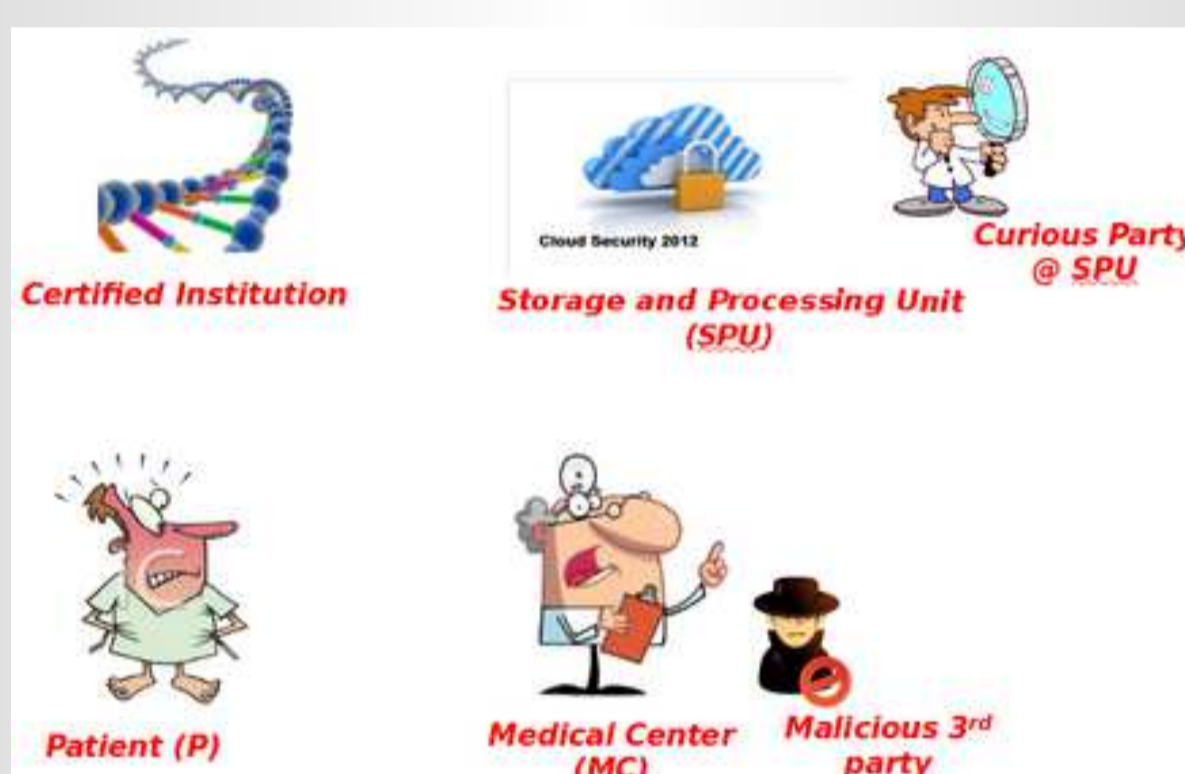 Cloud Security 2012
Curious Party
@ SPU
Certified Institution
Storage and Processing Unit
(SPU)
Patient (P)
Medical Center
(MC)
Malicious 3rd
party